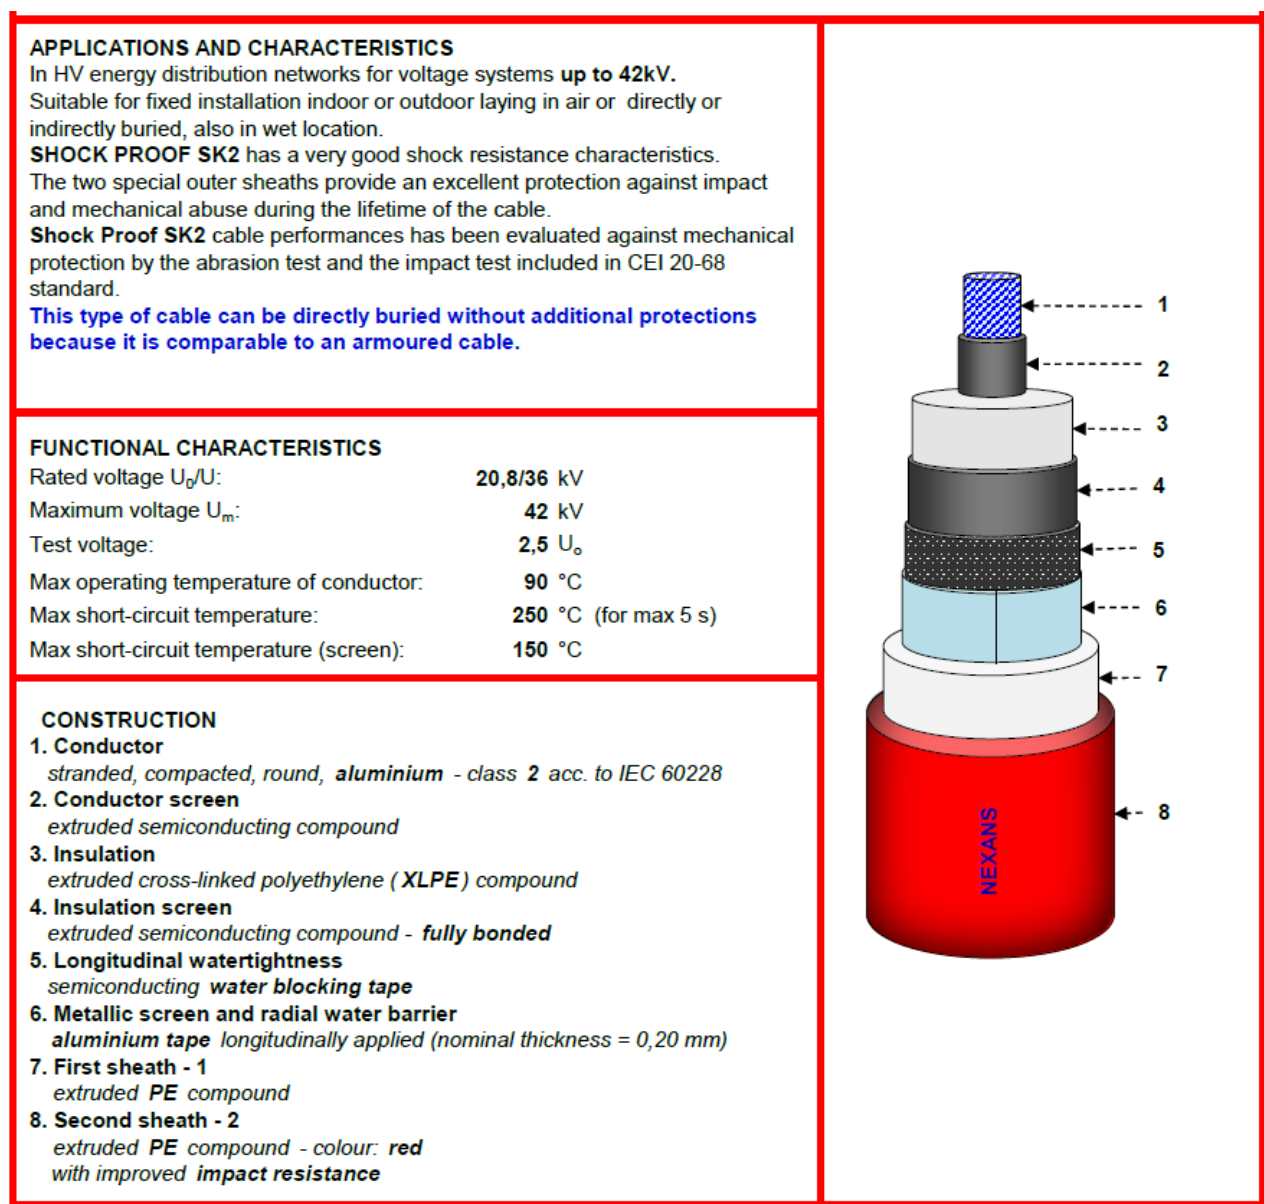 APPLICATIONS AND CHARACTERISTICS
In HV energy distribution networks for voltage systems up to 42kV.
Suitable for fixed installation indoor or outdoor laying in air or directly or
indirectly buried, also in wet location.
SHOCK PROOF SK2 has a very good shock resistance characteristics.
The two special outer sheaths provide an excellent protection against impact
and mechanical abuse during the lifetime of the cable.
Shock Proof SK2 cable performances has been evaluated against mechanical
protection by the abrasion test and the impact test included in CEI 20-68
standard.
This type of cable can be directly buried without additional protections
because it is comparable to an armoured cable.
FUNCTIONAL CHARACTERISTICS
Rated voltage U0/U: 20,8/36 kV
Maximum voltage Um: 42 kV
Test voltage: 2,5 Uo
Max operating temperature of conductor: 90 °C
Max short-circuit temperature: 250 °C (for max 5 s)
Max short-circuit temperature (screen): 150 °C
CONSTRUCTION
1. Conductor
stranded, compacted, round, aluminium - class 2 acc. to IEC 60228
2. Conductor screen
extruded semiconducting compound
3. Insulation
extruded cross-linked polyethylene (XLPE) compound
4. Insulation screen
extruded semiconducting compound - fully bonded
5. Longitudinal watertightness
semiconducting water blocking tape
6. Metallic screen and radial water barrier
aluminium tape longitudinally applied (nominal thickness = 0,20 mm)
7. First sheath - 1
extruded PE compound
8. Second sheath - 2
extruded PE compound - colour: red
with improved impact resistance
1
2
3
4
5
6
7
8
NEXANS